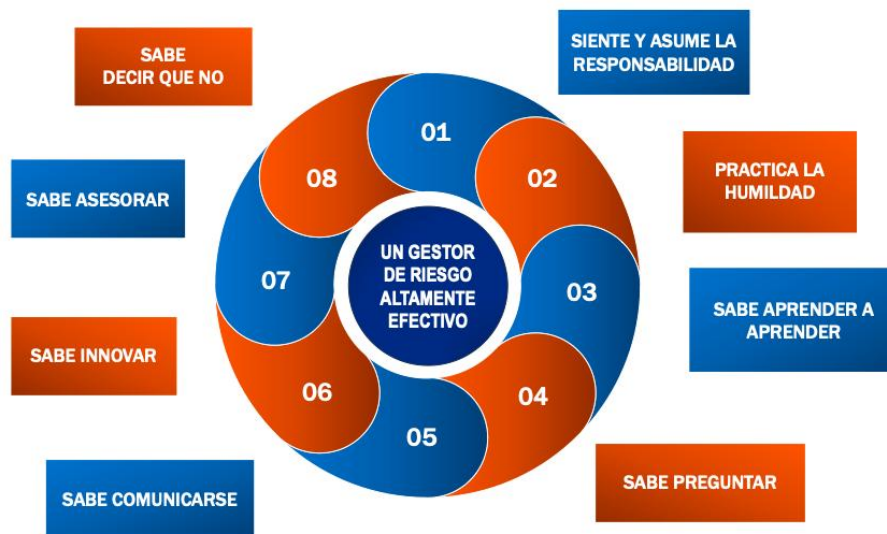 SABE
DECIR QUE NO
SIENTE Y ASUME LA
RESPONSABILIDAD
01
08
02
PRACTICA LA
HUMILDAD
SABE ASESORAR
UN GESTOR
DE RIESGO
ALTAMENTE
EFECTIVO
07
03
SABE APRENDER A
APRENDER
SABE INNOVAR
06
04
05
SABE COMUNICARSE
SABE PREGUNTAR